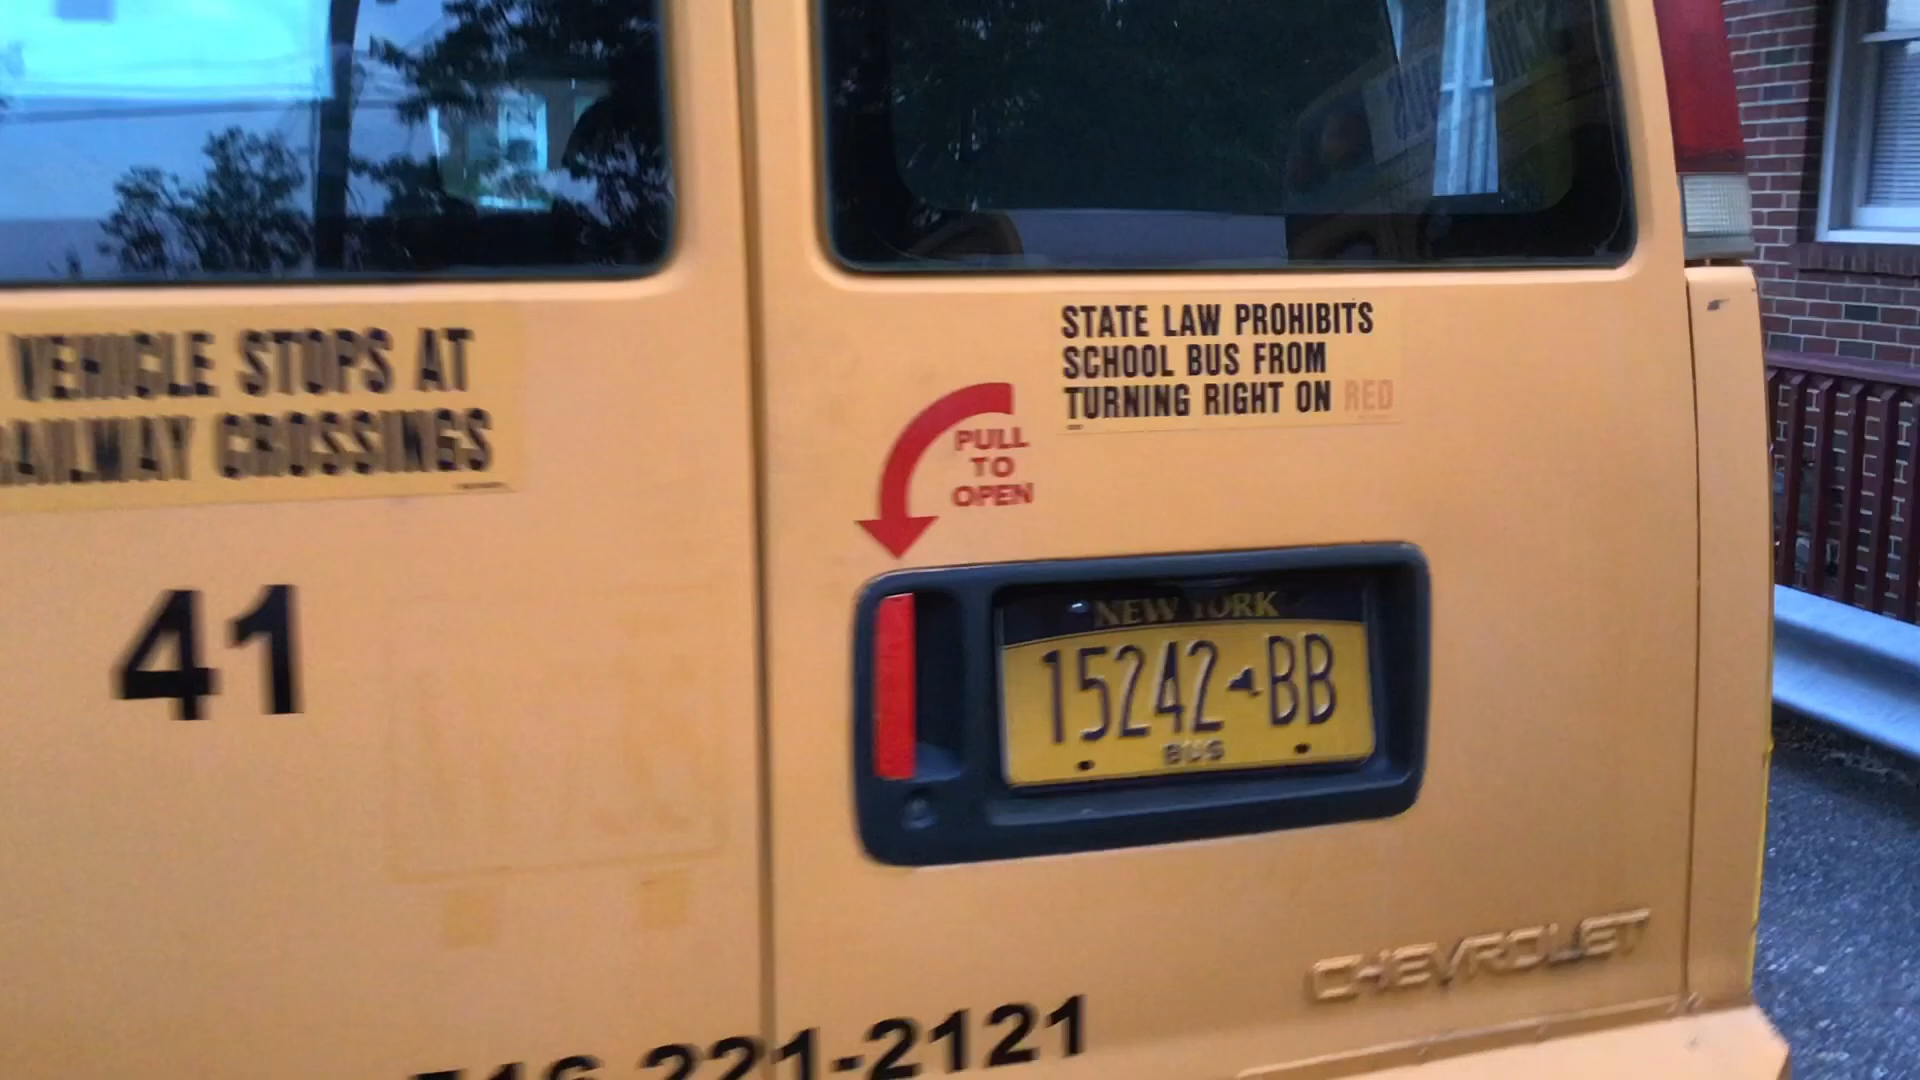 VEHICLE STOPS AT
RAILWAY CROSSINGS
STATE LAW PROHIBITS
SCHOOL BUS FROM
TURNING RIGHT ON RED
PULL
TO
OPEN
41
NEW YORK
15242 BB
BUS
CHEVROLET
516 221-2121